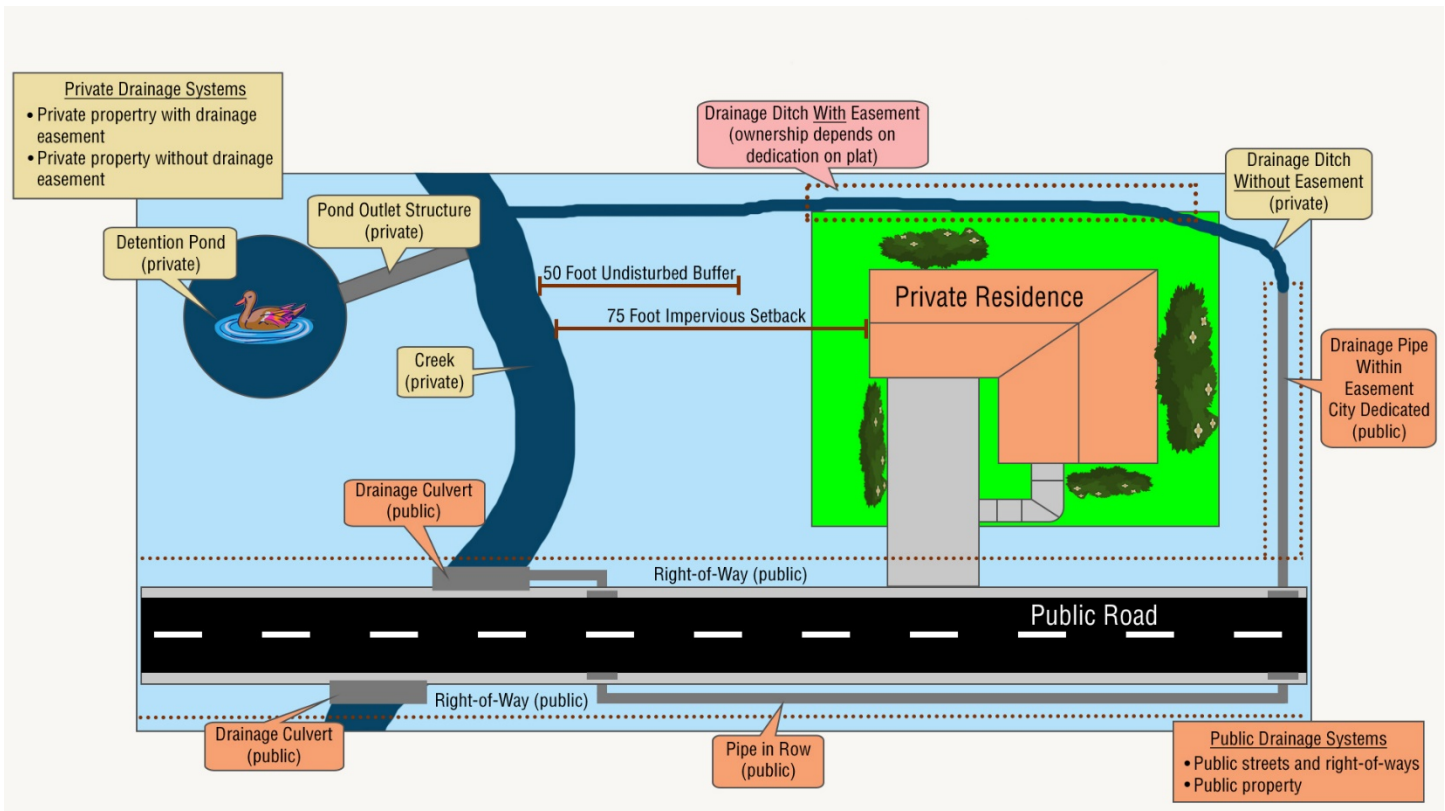 Private Drainage Systems
• Private propertry with drainage
easement
• Private property without drainage
easement
Drainage Ditch With Easement
(ownership depends on
dedication on plat)
Drainage Ditch
Without Easement
(private)
Pond Outlet Structure
(private)
Detention Pond
(private)
50 Foot Undisturbed Buffer
Private Residence
75 Foot Impervious Setback
Creek
(private)
Drainage Pipe
Within
Easement
City Dedicated
(public)
Drainage Culvert
(public)
Right-of-Way (public)
Public Road
Right-of-Way (public)
Drainage Culvert
(public)
Pipe in Row
(public)
Public Drainage Systems
• Public streets and right-of-ways
• Public property